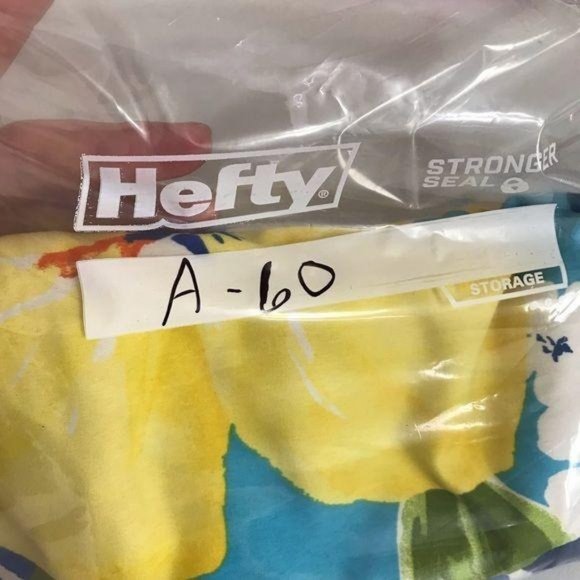 Hefty®
STRONGER
SEAL
A-60
STORAGE